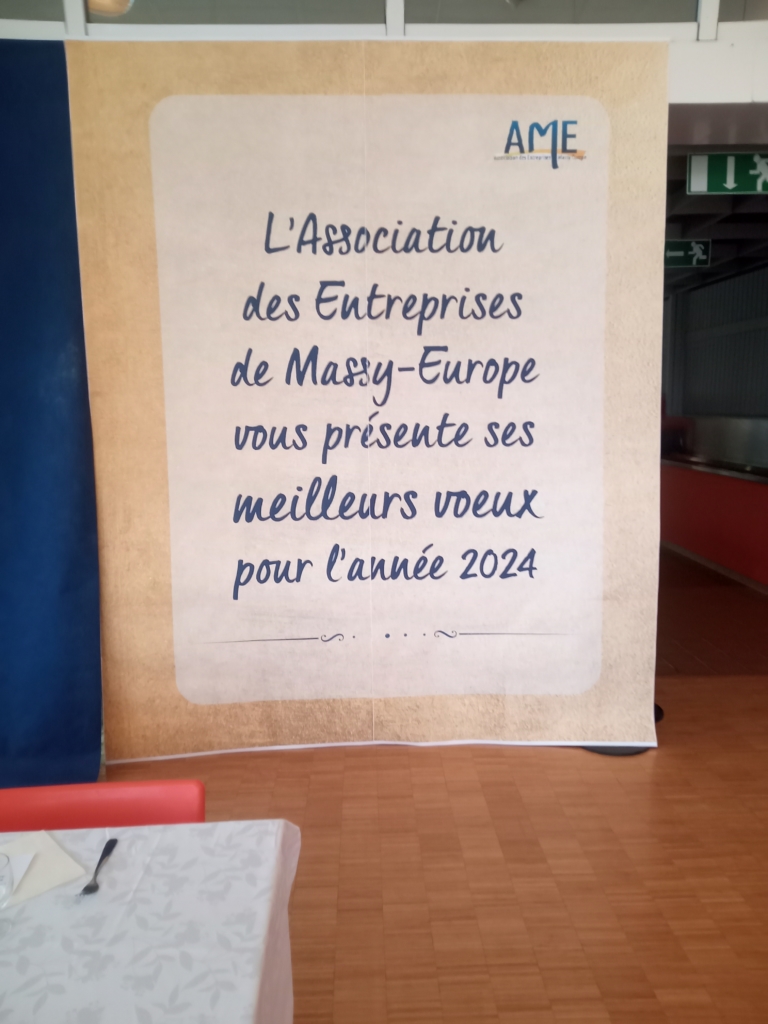 AME
L'Association
des Entreprises
de Massy-Europe
vous présente ses
meilleurs voeux
pour l'année 2024